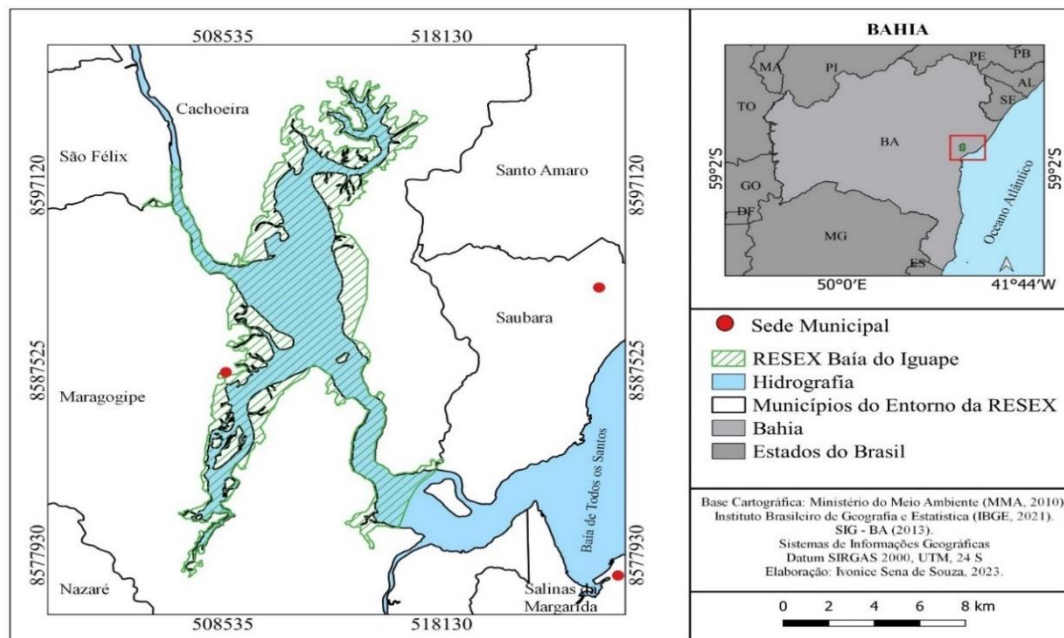 508535 518130
Cachoeira
São Félix
Santo Amaro
8597120
8597120
Saubara
Maragogipe
8587525
8587525
Baía de Todos os Santos
8577930
8577930
Nazaré
Salinas da
Margarida
508535 518130
BAHIA
MA
PI
PE
PB
AL
SE
TO
BA
GO
DF
MG
ES
Oceano Atlântico
59°2'S
59°2'S
50°0'E
41°44'W
Sede Municipal
RESEX Baía do Iguape
Hidrografia
Municípios do Entorno da RESEX
Bahia
Estados do Brasil
Base Cartográfica: Ministério do Meio Ambiente (MMA, 2010)
Instituto Brasileiro de Geografia e Estatistica (IBGE, 2021).
SIG - BA (2013).
Sistemas de Informações Geográficas
Datum SIRGAS 2000, UTM, 24 S
Elaboração: Ivonice Sena de Souza, 2023.
0 2 4 6 8 km